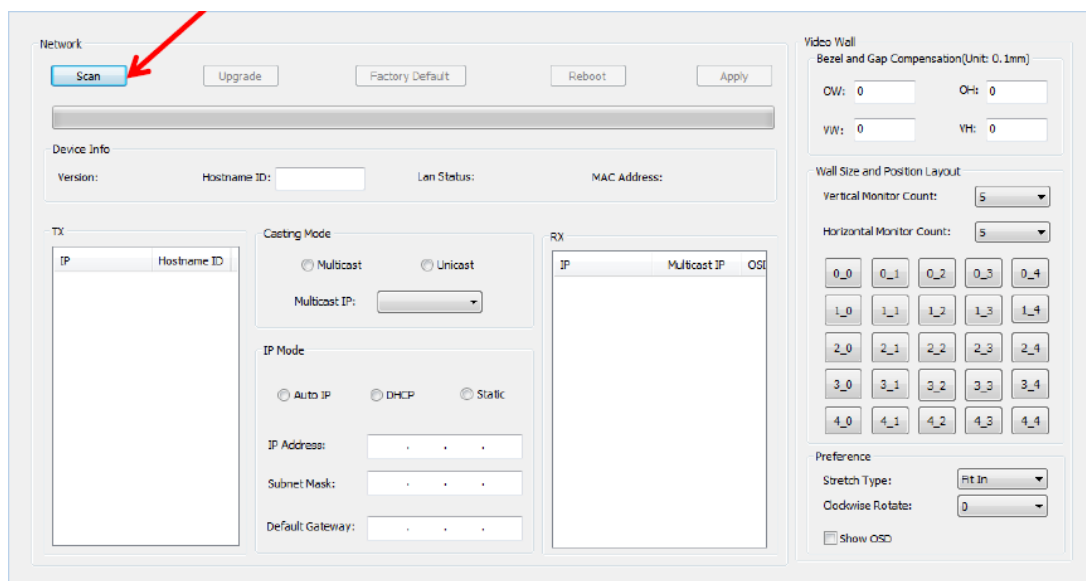 Network
Scan
Upgrade
Factory Default
Reboot
Apply
Device Info
Version:
Hostname ID:
Lan Status:
MAC Address:
TX
IP Hostname ID
Casting Mode
Multicast
Unicast
Multicast IP:
IP Mode
Auto IP
DHCP
Static
IP Address:
. . .
Subnet Mask:
. . .
Default Gateway:
. . .
RX
IP Multicast IP OSD
Video Wall
Bezel and Gap Compensation(Unit: 0.1mm)
OW: 0 OH: 0
VW: 0 VH: 0
Wall Size and Position Layout
Vertical Monitor Count: 5
Horizontal Monitor Count: 5
0_0 0_1 0_2 0_3 0_4
1_0 1_1 1_2 1_3 1_4
2_0 2_1 2_2 2_3 2_4
3_0 3_1 3_2 3_3 3_4
4_0 4_1 4_2 4_3 4_4
Preference
Stretch Type: Fit In
Clockwise Rotate: 0
Show OSD